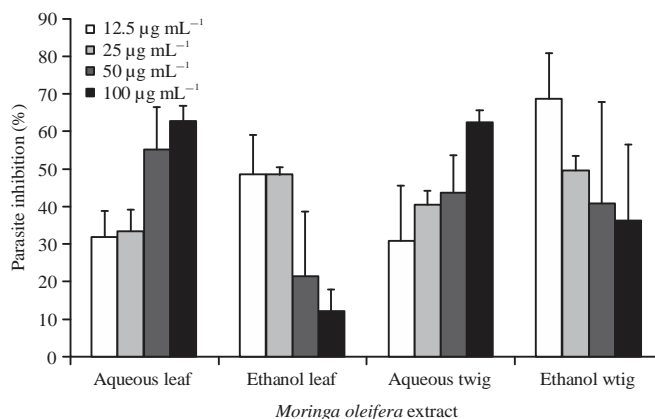 90
80
70
60
50
40
30
20
10
0
Parasite inhibition (%)
12.5 µg mL⁻¹
25 µg mL⁻¹
50 µg mL⁻¹
100 µg mL⁻¹
Aqueous leaf
Ethanol leaf
Aqueous twig
Ethanol wtig
Moringa oleifera extract